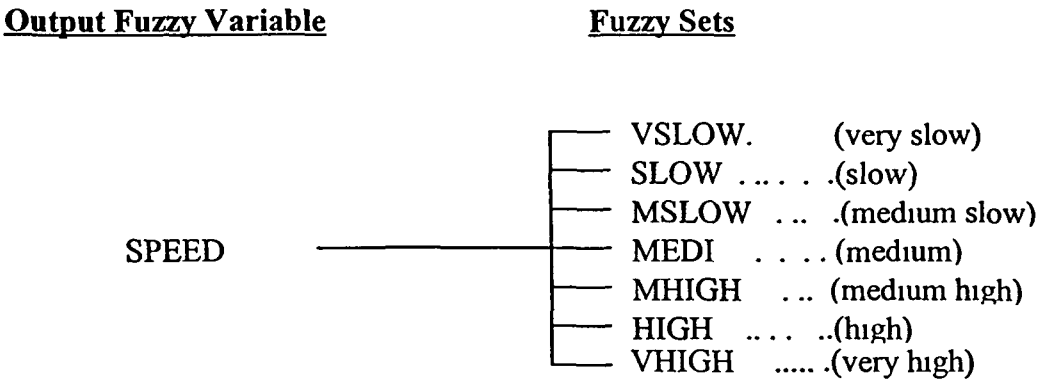 Output Fuzzy Variable Fuzzy Sets
VSLOW. (very slow)
SLOW . .. . . .(slow)
MSLOW . .. .(medium slow)
SPEED MEDI . . . . (medium)
MHIGH . .. (medium high)
HIGH .. . . ..(high)
VHIGH ..... .(very high)